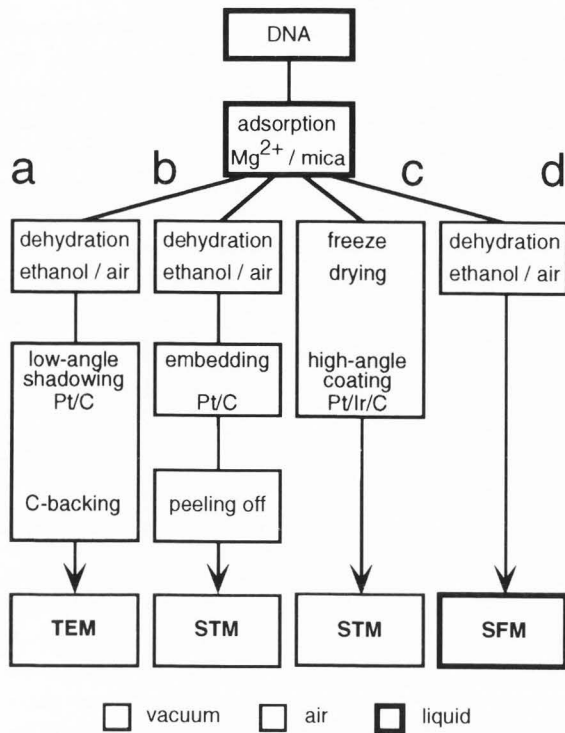 DNA
adsorption
Mg2+ / mica
a b c d
dehydration dehydration freeze dehydration
ethanol / air ethanol / air drying ethanol / air
low-angle embedding high-angle
shadowing coating
Pt/C Pt/C Pt/Ir/C
C-backing peeling off
TEM STM STM SFM
vacuum air liquid